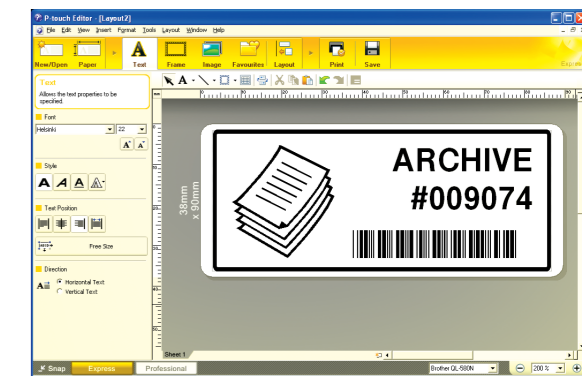 P-touch Editor - [Layout2]
File Edit View Insert Format Tools Layout Window Help
New/Open Paper Text Frame Image Favourites Layout Print Save
Express
Text
Allows the text properties to be
specified.
Font
Helsinki 22
Style
Text Position
Free Size
Direction
Horizontal Text
Vertical Text
38mm
x 90mm
ARCHIVE
#009074
Sheet 1
Snap Express Professional
Brother QL-580N 200 %